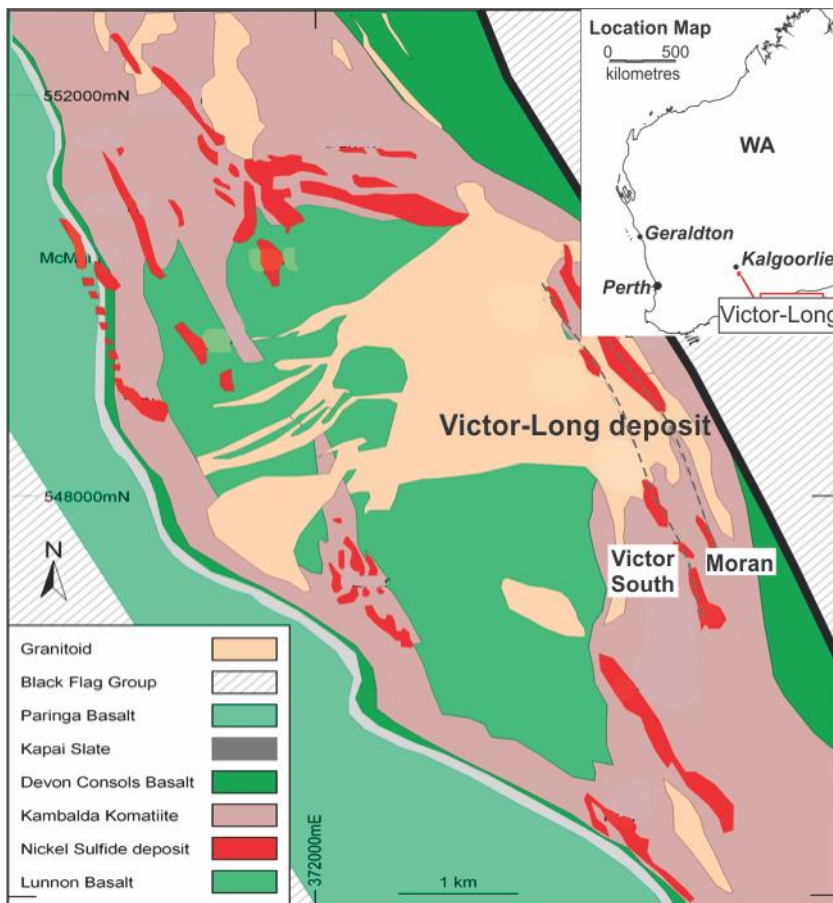 Location Map
0 500
kilometres
WA
Geraldton
Kalgoorlie
Perth
Victor-Long
552000mN
548000mN
Victor-Long deposit
Victor
South
Moran
N
Granitoid
Black Flag Group
Paringa Basalt
Kapai Slate
Devon Consols Basalt
Kambalda Komatiite
Nickel Sulfide deposit
Lunnon Basalt
372000mE
1 km